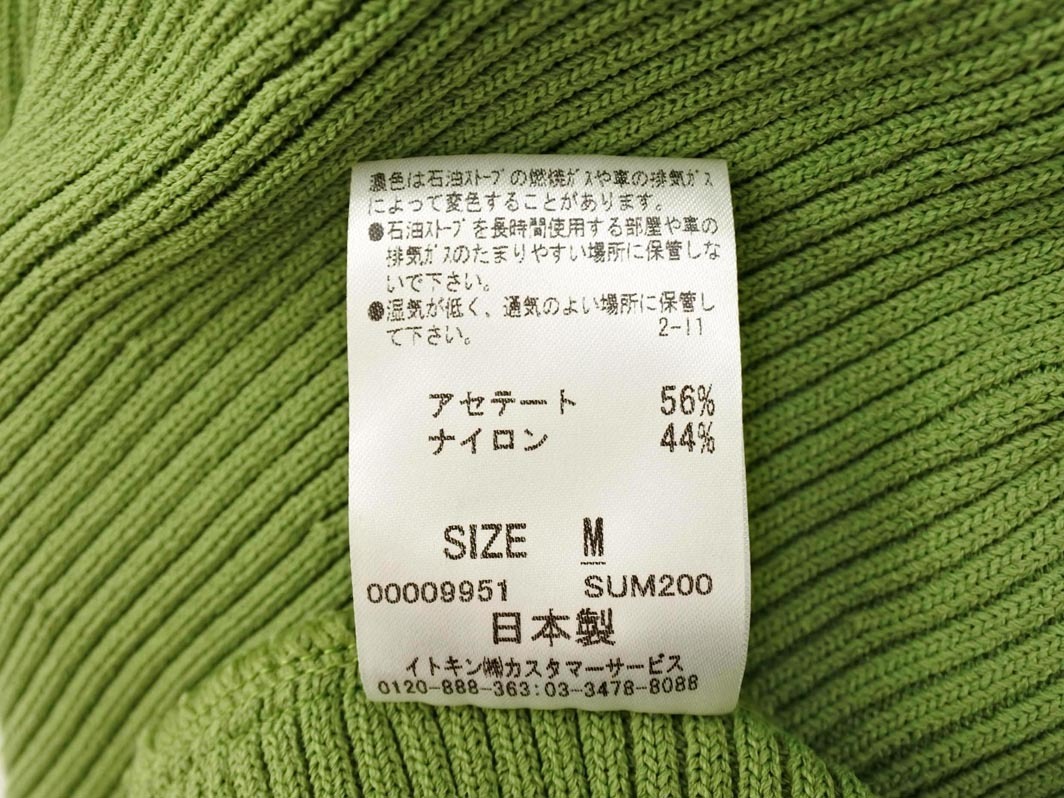 濃色は石油ｽﾄｰﾌﾞの燃焼ｶﾞｽや車の排気ｶﾞｽ
によって変色することがあります。
●石油ｽﾄｰﾌﾞを長時間使用する部屋や車の
排気ｶﾞｽのたまりやすい場所に保管しな
いで下さい。
●湿気が低く、通気のよい場所に保管し
て下さい。 2-11
アセテート 56%
ナイロン 44%
SIZE M
00009951 SUM200
日本製
イトキン㈱カスタマーサービス
0120-888-363:03-3478-8088